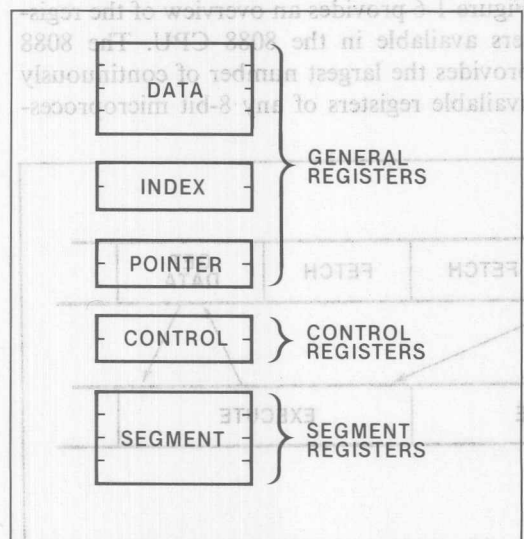 Figure 1-6 provides an overview of the regis-
ers available in the 8088 CPU. The 8088
provides the largest number of continuously
available registers of any 8-bit microproces-
DATA
INDEX
GENERAL
REGISTERS
FETCH
FETCH
DATA
POINTER
CONTROL
CONTROL
REGISTERS
EXECUTE
SEGMENT
SEGMENT
REGISTERS